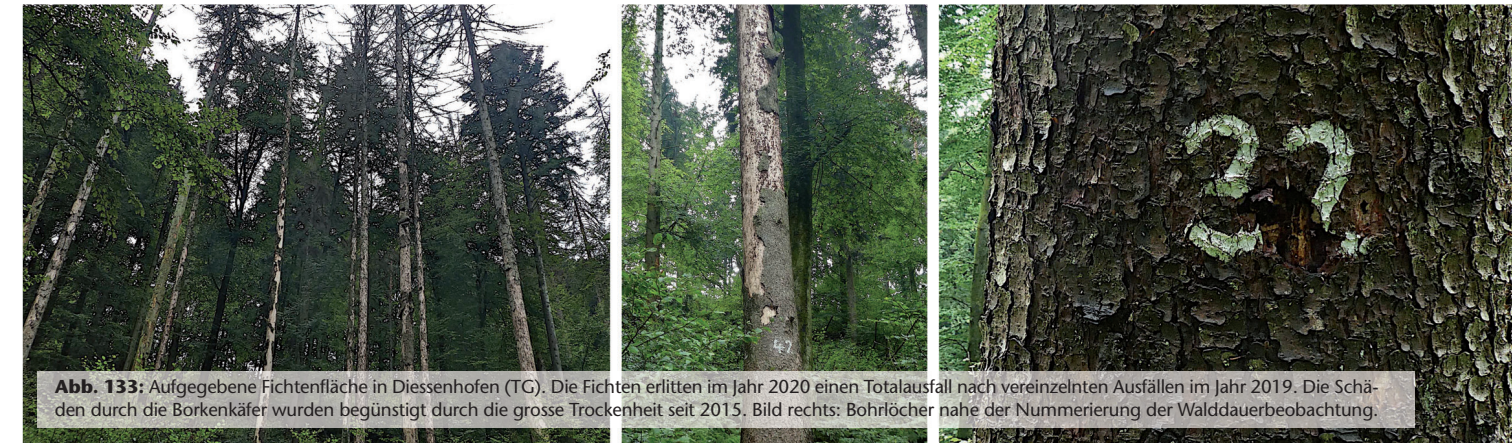 42
Abb. 133: Aufgegebene Fichtenfläche in Diessenhofen (TG). Die Fichten erlitten im Jahr 2020 einen Totalausfall nach vereinzelnten Ausfällen im Jahr 2019. Die Schä-
den durch die Borkenkäfer wurden begünstigt durch die grosse Trockenheit seit 2015. Bild rechts: Bohrlöcher nahe der Nummerierung der Walddauerbeobachtung.